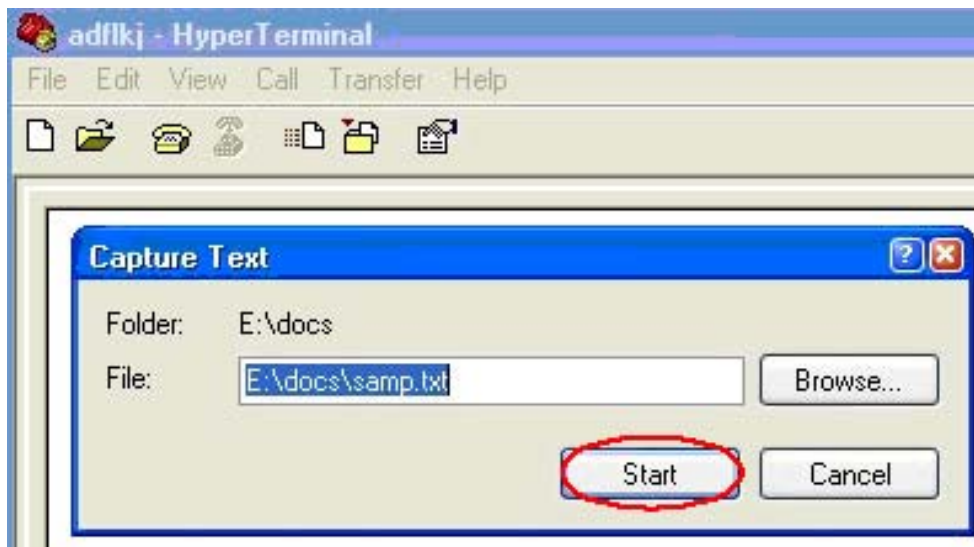 adflkj - HyperTerminal
File Edit View Call Transfer Help
Capture Text
Folder: E:\docs
File: E:\docs\samp.txt Browse...
Start Cancel